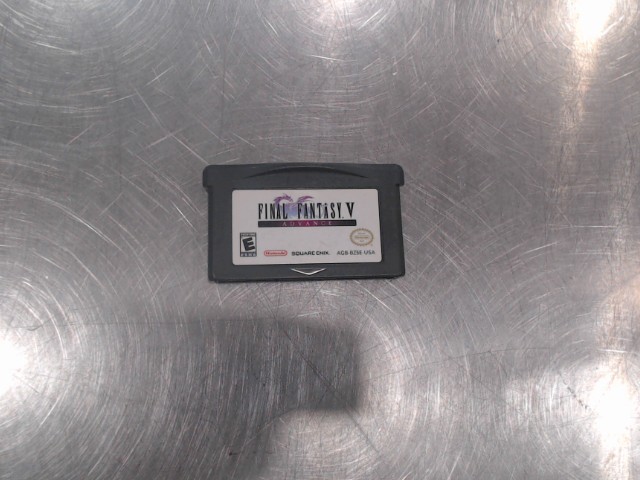 FINAL FANTASY V
ADVANCE
E
Nintendo SQUARE ENIX. AGB-BZ5E-USA